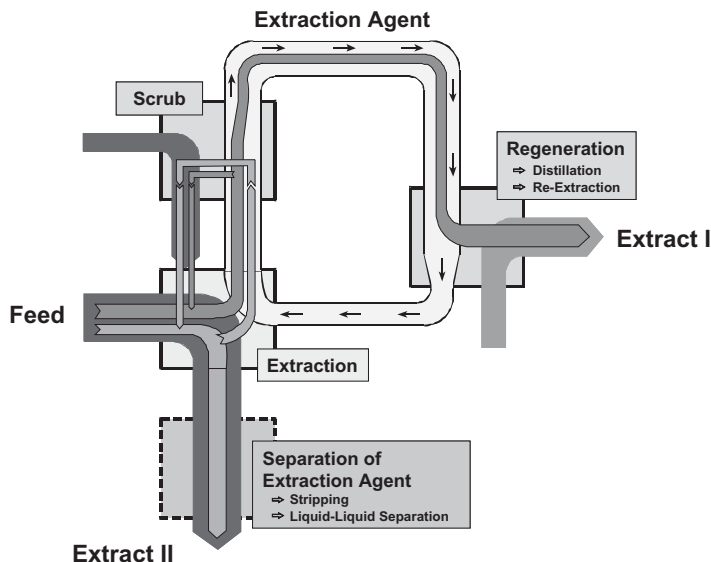 Extraction Agent
Scrub
Regeneration
⇨ Distillation
⇨ Re-Extraction
Extract I
Feed
Extraction
Separation of
Extraction Agent
⇨ Stripping
⇨ Liquid-Liquid Separation
Extract II